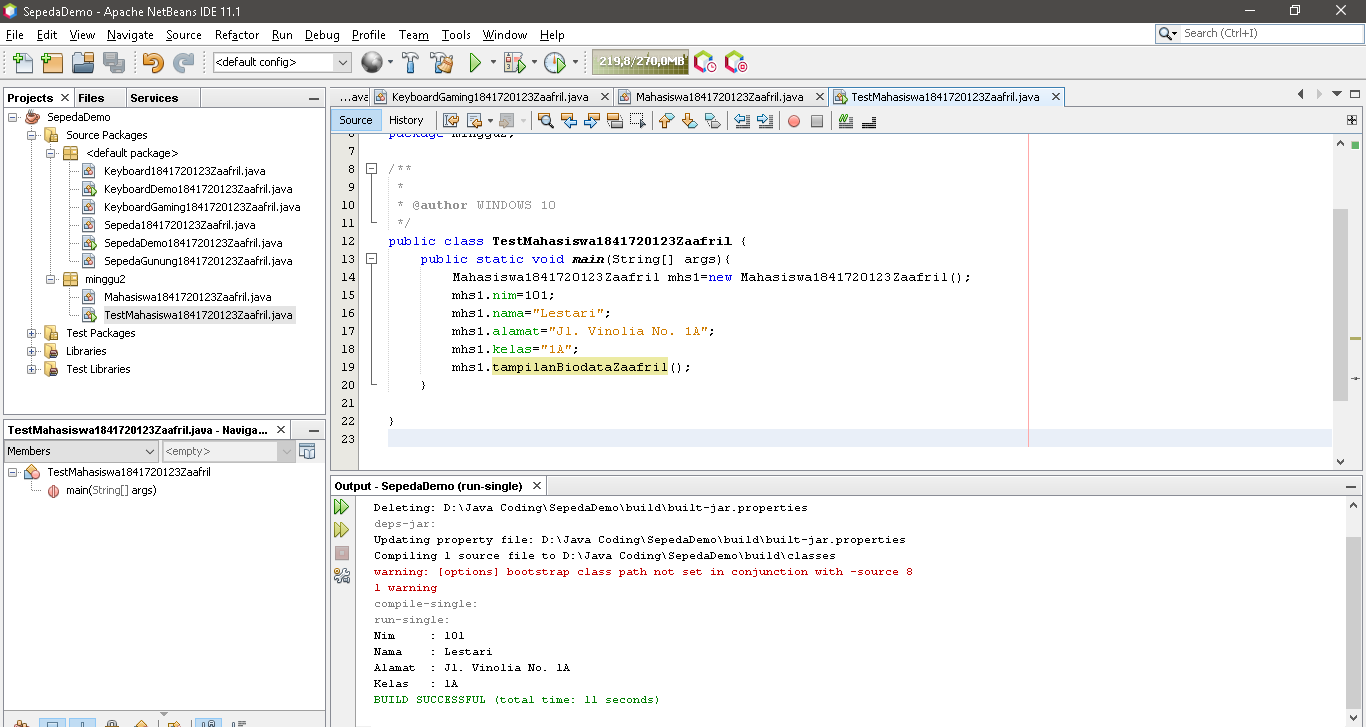 SepedaDemo - Apache NetBeans IDE 11.1
File Edit View Navigate Source Refactor Run Debug Profile Team Tools Window Help
Search (Ctrl+I)
<default config>
219,8/270,0MB
Projects Files Services
SepedaDemo
Source Packages
<default package>
Keyboard1841720123Zaafril.java
KeyboardDemo1841720123Zaafril.java
KeyboardGaming1841720123Zaafril.java
Sepeda1841720123Zaafril.java
SepedaDemo1841720123Zaafril.java
SepedaGunung1841720123Zaafril.java
minggu2
Mahasiswa1841720123Zaafril.java
TestMahasiswa1841720123Zaafril.java
Test Packages
Libraries
Test Libraries
TestMahasiswa1841720123Zaafril.java - Naviga...
Members <empty>
TestMahasiswa1841720123Zaafril
main(String[] args)
...ava KeyboardGaming1841720123Zaafril.java Mahasiswa1841720123Zaafril.java TestMahasiswa1841720123Zaafril.java
Source History
6 package minggu2;
7
8 /**
9 *
10 * @author WINDOWS 10
11 */
12 public class TestMahasiswa1841720123Zaafril {
13 public static void main(String[] args){
14 Mahasiswa1841720123Zaafril mhs1=new Mahasiswa1841720123Zaafril();
15 mhs1.nim=101;
16 mhs1.nama="Lestari";
17 mhs1.alamat="Jl. Vinolia No. 1A";
18 mhs1.kelas="1A";
19 mhs1.tampilanBiodataZaafril();
20 }
21
22 }
23
Output - SepedaDemo (run-single)
Deleting: D:\Java Coding\SepedaDemo\build\built-jar.properties
deps-jar:
Updating property file: D:\Java Coding\SepedaDemo\build\built-jar.properties
Compiling 1 source file to D:\Java Coding\SepedaDemo\build\classes
warning: [options] bootstrap class path not set in conjunction with -source 8
1 warning
compile-single:
run-single:
Nim : 101
Nama : Lestari
Alamat : Jl. Vinolia No. 1A
Kelas : 1A
BUILD SUCCESSFUL (total time: 11 seconds)